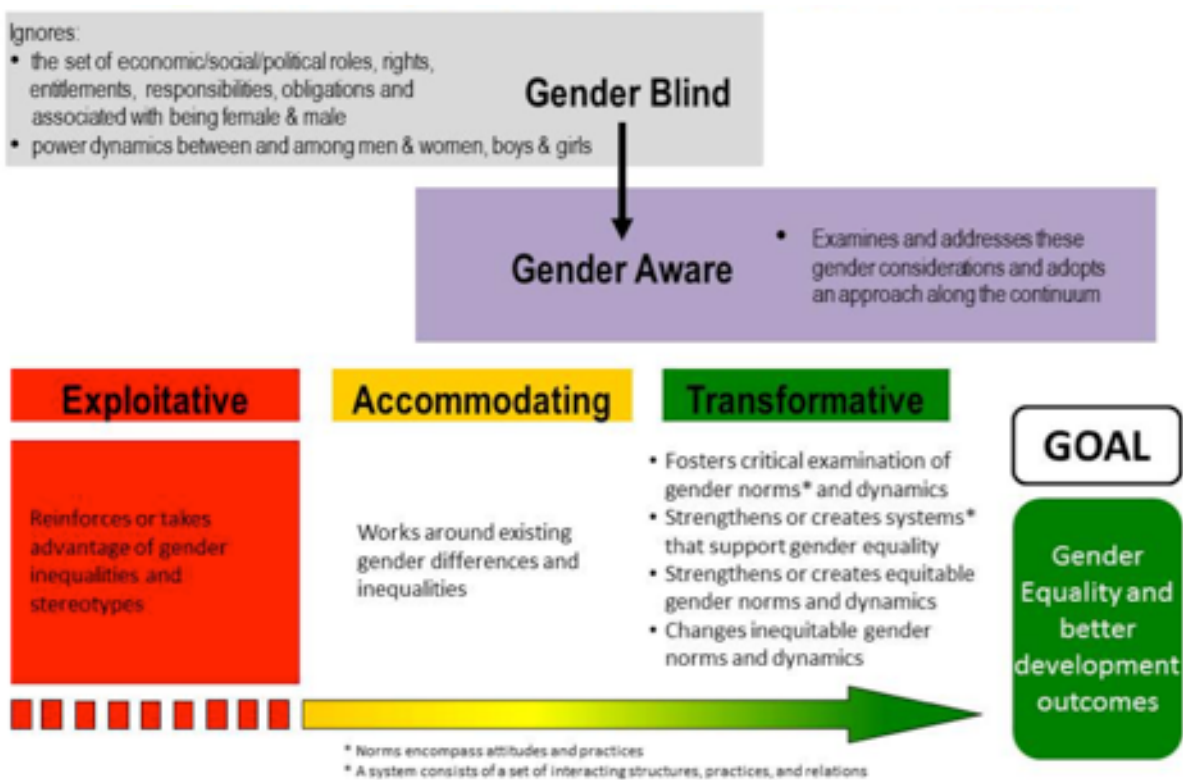 Ignores:
• the set of economic/social/political roles, rights,
entitlements, responsibilities, obligations and
associated with being female & male
• power dynamics between and among men & women, boys & girls
Gender Blind
Gender Aware
• Examines and addresses these
gender considerations and adopts
an approach along the continuum
Exploitative
Reinforces or takes
advantage of gender
inequalities and
stereotypes
Accommodating
Works around existing
gender differences and
inequalities
Transformative
• Fosters critical examination of
gender norms* and dynamics
• Strengthens or creates systems*
that support gender equality
• Strengthens or creates equitable
gender norms and dynamics
• Changes inequitable gender
norms and dynamics
GOAL
Gender
Equality and
better
development
outcomes
* Norms encompass attitudes and practices
* A system consists of a set of interacting structures, practices, and relations